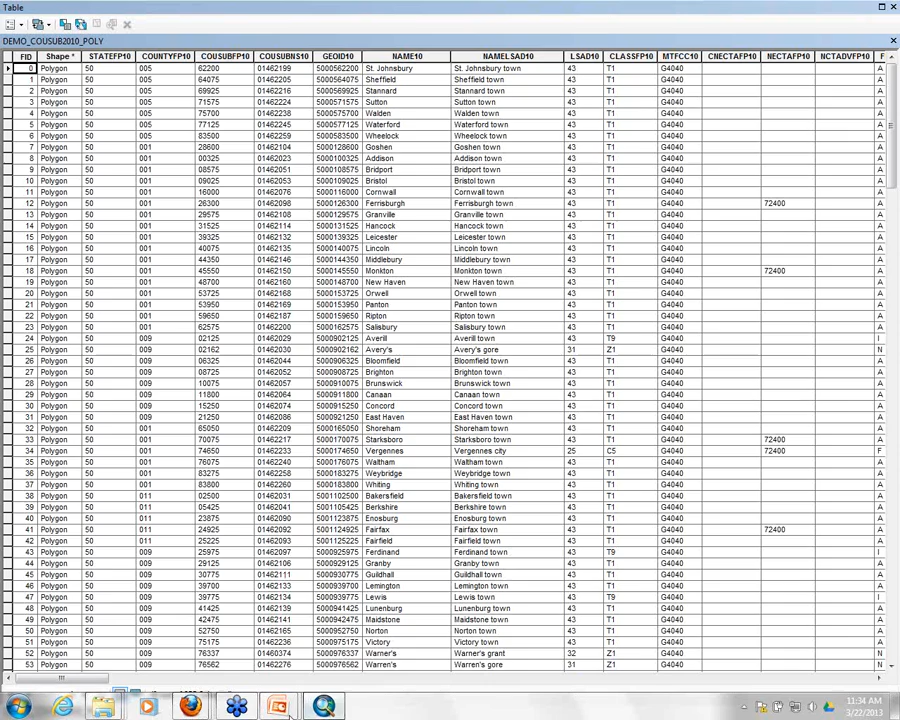 Table
DEMO_COUSUB2010_POLY
FID Shape * STATEFP10 COUNTYFP10 COUSUBFP10 COUSUBNS10 GEOID10 NAME10 NAMELSAD10 LSAD10 CLASSFP10 MTFCC10 CNECTAFP10 NECTAFP10 NCTADVFP10 F
0 Polygon 50 005 62200 01462199 5000562200 St. Johnsbury St. Johnsbury town 43 T1 G4040 A
1 Polygon 50 005 64075 01462205 5000564075 Sheffield Sheffield town 43 T1 G4040 A
2 Polygon 50 005 69925 01462216 5000569925 Stannard Stannard town 43 T1 G4040 A
3 Polygon 50 005 71575 01462224 5000571575 Sutton Sutton town 43 T1 G4040 A
4 Polygon 50 005 75700 01462238 5000575700 Walden Walden town 43 T1 G4040 A
5 Polygon 50 005 77125 01462245 5000577125 Waterford Waterford town 43 T1 G4040 A
6 Polygon 50 005 83500 01462259 5000583500 Wheelock Wheelock town 43 T1 G4040 A
7 Polygon 50 001 28600 01462104 5000128600 Goshen Goshen town 43 T1 G4040 A
8 Polygon 50 001 00325 01462023 5000100325 Addison Addison town 43 T1 G4040 A
9 Polygon 50 001 08575 01462051 5000108575 Bridport Bridport town 43 T1 G4040 A
10 Polygon 50 001 09025 01462053 5000109025 Bristol Bristol town 43 T1 G4040 A
11 Polygon 50 001 16000 01462076 5000116000 Cornwall Cornwall town 43 T1 G4040 A
12 Polygon 50 001 26300 01462098 5000126300 Ferrisburgh Ferrisburgh town 43 T1 G4040 72400 A
13 Polygon 50 001 29575 01462108 5000129575 Granville Granville town 43 T1 G4040 A
14 Polygon 50 001 31525 01462114 5000131525 Hancock Hancock town 43 T1 G4040 A
15 Polygon 50 001 39325 01462132 5000139325 Leicester Leicester town 43 T1 G4040 A
16 Polygon 50 001 40075 01462135 5000140075 Lincoln Lincoln town 43 T1 G4040 A
17 Polygon 50 001 44350 01462146 5000144350 Middlebury Middlebury town 43 T1 G4040 A
18 Polygon 50 001 45550 01462150 5000145550 Monkton Monkton town 43 T1 G4040 72400 A
19 Polygon 50 001 48700 01462160 5000148700 New Haven New Haven town 43 T1 G4040 A
20 Polygon 50 001 53725 01462168 5000153725 Orwell Orwell town 43 T1 G4040 A
21 Polygon 50 001 53950 01462169 5000153950 Panton Panton town 43 T1 G4040 A
22 Polygon 50 001 59650 01462187 5000159650 Ripton Ripton town 43 T1 G4040 A
23 Polygon 50 001 62575 01462200 5000162575 Salisbury Salisbury town 43 T1 G4040 A
24 Polygon 50 009 02125 01462029 5000902125 Averill Averill town 43 T9 G4040 I
25 Polygon 50 009 02162 01462030 5000902162 Avery's Avery's gore 31 Z1 G4040 N
26 Polygon 50 009 06325 01462044 5000906325 Bloomfield Bloomfield town 43 T1 G4040 A
27 Polygon 50 009 08725 01462052 5000908725 Brighton Brighton town 43 T1 G4040 A
28 Polygon 50 009 10075 01462057 5000910075 Brunswick Brunswick town 43 T1 G4040 A
29 Polygon 50 009 11800 01462064 5000911800 Canaan Canaan town 43 T1 G4040 A
30 Polygon 50 009 15250 01462074 5000915250 Concord Concord town 43 T1 G4040 A
31 Polygon 50 009 21250 01462086 5000921250 East Haven East Haven town 43 T1 G4040 A
32 Polygon 50 001 65050 01462209 5000165050 Shoreham Shoreham town 43 T1 G4040 A
33 Polygon 50 001 70075 01462217 5000170075 Starksboro Starksboro town 43 T1 G4040 72400 A
34 Polygon 50 001 74650 01462233 5000174650 Vergennes Vergennes city 25 C5 G4040 72400 F
35 Polygon 50 001 76075 01462240 5000176075 Waltham Waltham town 43 T1 G4040 A
36 Polygon 50 001 83275 01462258 5000183275 Weybridge Weybridge town 43 T1 G4040 A
37 Polygon 50 001 83800 01462260 5000183800 Whiting Whiting town 43 T1 G4040 A
38 Polygon 50 011 02500 01462031 5001102500 Bakersfield Bakersfield town 43 T1 G4040 A
39 Polygon 50 011 05425 01462041 5001105425 Berkshire Berkshire town 43 T1 G4040 A
40 Polygon 50 011 23875 01462090 5001123875 Enosburg Enosburg town 43 T1 G4040 A
41 Polygon 50 011 24925 01462092 5001124925 Fairfax Fairfax town 43 T1 G4040 72400 A
42 Polygon 50 011 25225 01462093 5001125225 Fairfield Fairfield town 43 T1 G4040 A
43 Polygon 50 009 25975 01462097 5000925975 Ferdinand Ferdinand town 43 T9 G4040 I
44 Polygon 50 009 29125 01462106 5000929125 Granby Granby town 43 T1 G4040 A
45 Polygon 50 009 30775 01462111 5000930775 Guildhall Guildhall town 43 T1 G4040 A
46 Polygon 50 009 39700 01462133 5000939700 Lemington Lemington town 43 T1 G4040 A
47 Polygon 50 009 39775 01462134 5000939775 Lewis Lewis town 43 T9 G4040 I
48 Polygon 50 009 41425 01462139 5000941425 Lunenburg Lunenburg town 43 T1 G4040 A
49 Polygon 50 009 42475 01462141 5000942475 Maidstone Maidstone town 43 T1 G4040 A
50 Polygon 50 009 52750 01462165 5000952750 Norton Norton town 43 T1 G4040 A
51 Polygon 50 009 75175 01462236 5000975175 Victory Victory town 43 T1 G4040 A
52 Polygon 50 009 76337 01460374 5000976337 Warner's Warner's grant 32 Z1 G4040 N
53 Polygon 50 009 76562 01462276 5000976562 Warren's Warren's gore 31 Z1 G4040 N
11:34 AM
3/22/2013